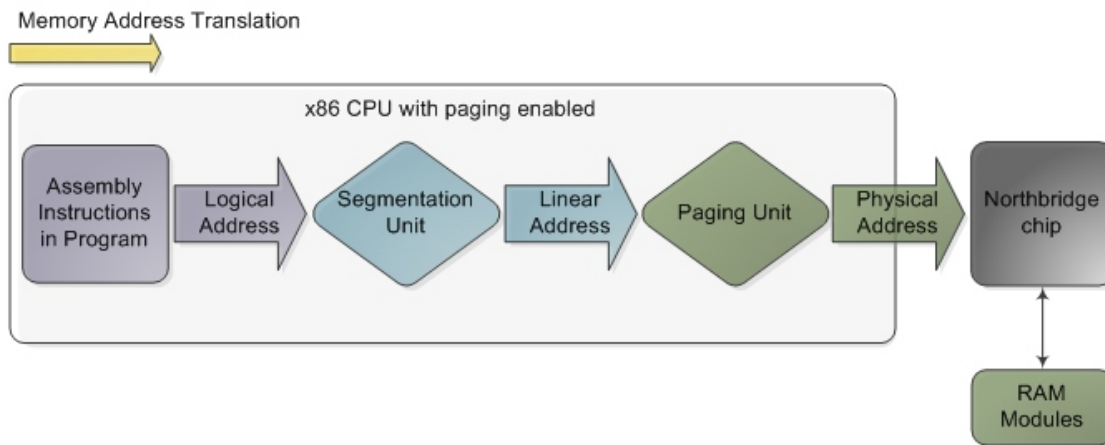 Memory Address Translation
x86 CPU with paging enabled
Assembly
Instructions
in Program
Logical
Address
Segmentation
Unit
Linear
Address
Paging Unit
Physical
Address
Northbridge
chip
RAM
Modules